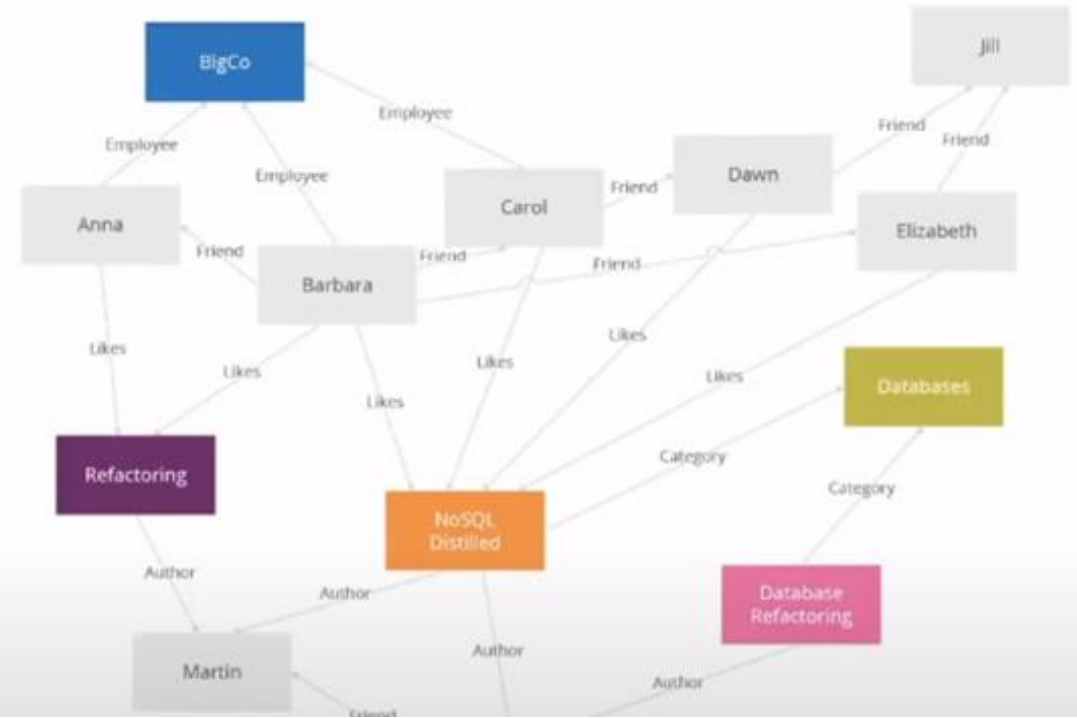 Jill
BigCo
Employee
Friend
Employee
Friend
Dawn
Employee
Friend
Carol
Anna
Elizabeth
Friend
Friend
Friend
Barbara
Likes
Likes
Likes
Likes
Likes
Databases
Likes
Category
Refactoring
Category
NoSQL
Distilled
Author
Author
Database
Refactoring
Author
Martin
Author
Friend